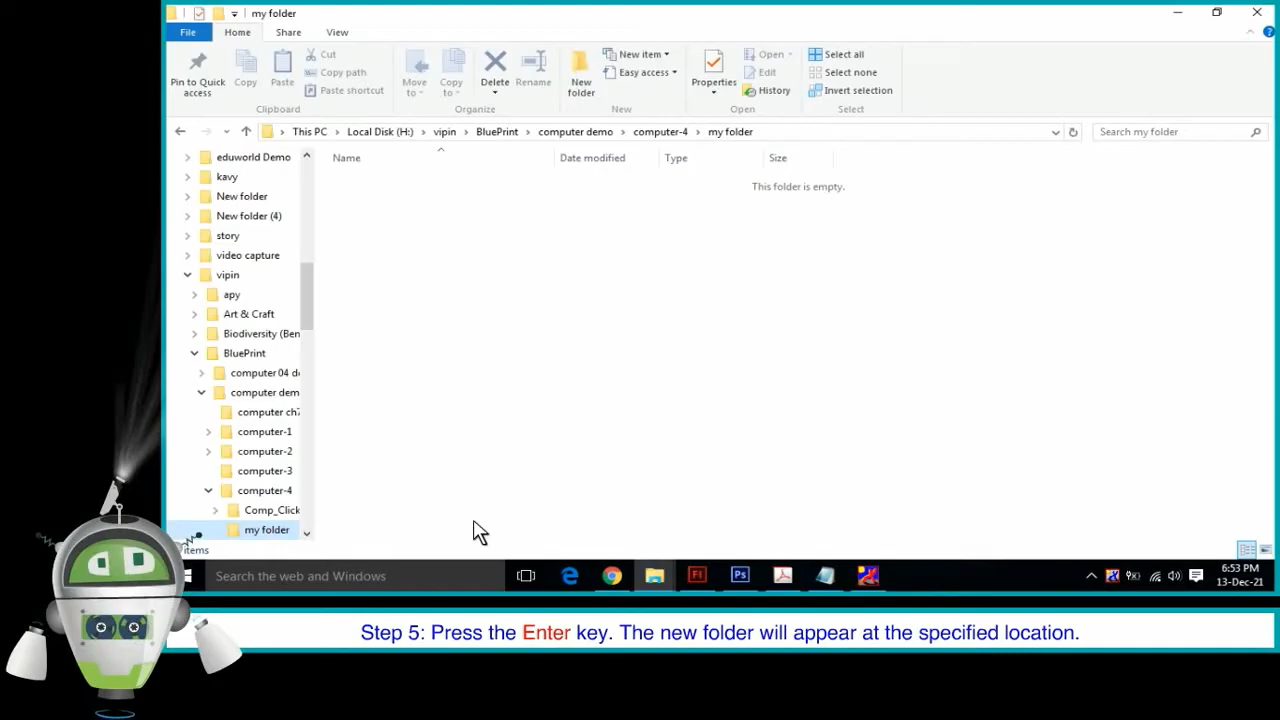 my folder
File Home Share View
Pin to Quick access
Copy
Paste
Cut
Copy path
Paste shortcut
Clipboard
Move to
Copy to
Delete
Rename
Organize
New folder
New item
Easy access
New
Properties
Open
Edit
History
Open
Select all
Select none
Invert selection
Select
This PC > Local Disk (H:) > vipin > BluePrint > computer demo > computer-4 > my folder
Search my folder
Name Date modified Type Size
This folder is empty.
eduworld Demo
kavy
New folder
New folder (4)
story
video capture
vipin
apy
Art & Craft
Biodiversity (Ben
BluePrint
computer 04 de
computer dem
computer ch7
computer-1
computer-2
computer-3
computer-4
Comp_Click
my folder
items
Search the web and Windows
Fl
Ps
6:53 PM
13-Dec-21
Step 5: Press the Enter key. The new folder will appear at the specified location.